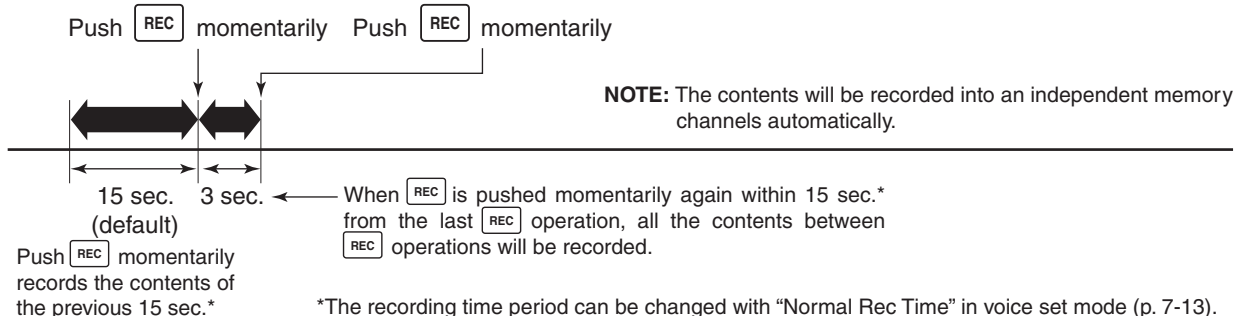 Push REC momentarily Push REC momentarily
NOTE: The contents will be recorded into an independent memory
channels automatically.
15 sec.
(default)
3 sec.
When REC is pushed momentarily again within 15 sec.*
from the last REC operation, all the contents between
REC operations will be recorded.
Push REC momentarily
records the contents of
the previous 15 sec.*
*The recording time period can be changed with “Normal Rec Time” in voice set mode (p. 7-13).